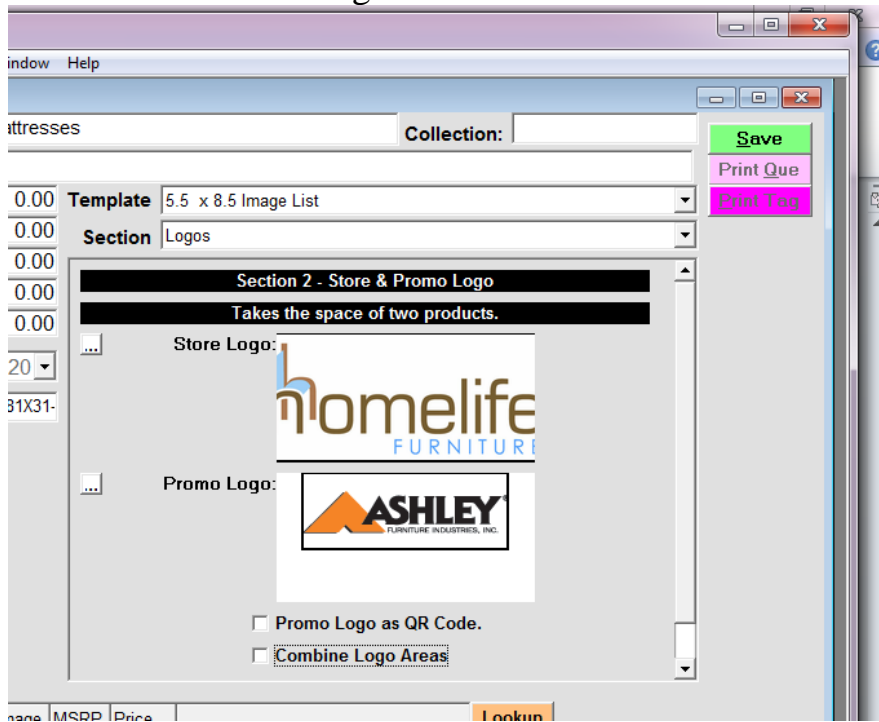 Help
Collection:
Save
Print Que
0.00 Template 5.5 x 8.5 Image List
Print Tag
0.00 Section Logos
0.00
Section 2 - Store & Promo Logo
0.00
Takes the space of two products.
0.00
... Store Logo:
20
homelife
FURNITURE
... Promo Logo:
ASHLEY
FURNITURE INDUSTRIES, INC.
Promo Logo as QR Code.
Combine Logo Areas
MSRP Price
Lookup